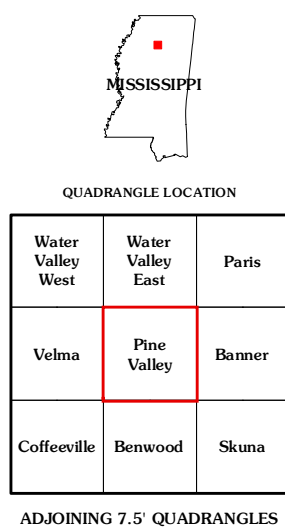 MISSISSIPPI
QUADRANGLE LOCATION
Water
Valley
West
Water
Valley
East
Paris
Velma
Pine
Valley
Banner
Coffeeville
Benwood
Skuna
ADJOINING 7.5' QUADRANGLES